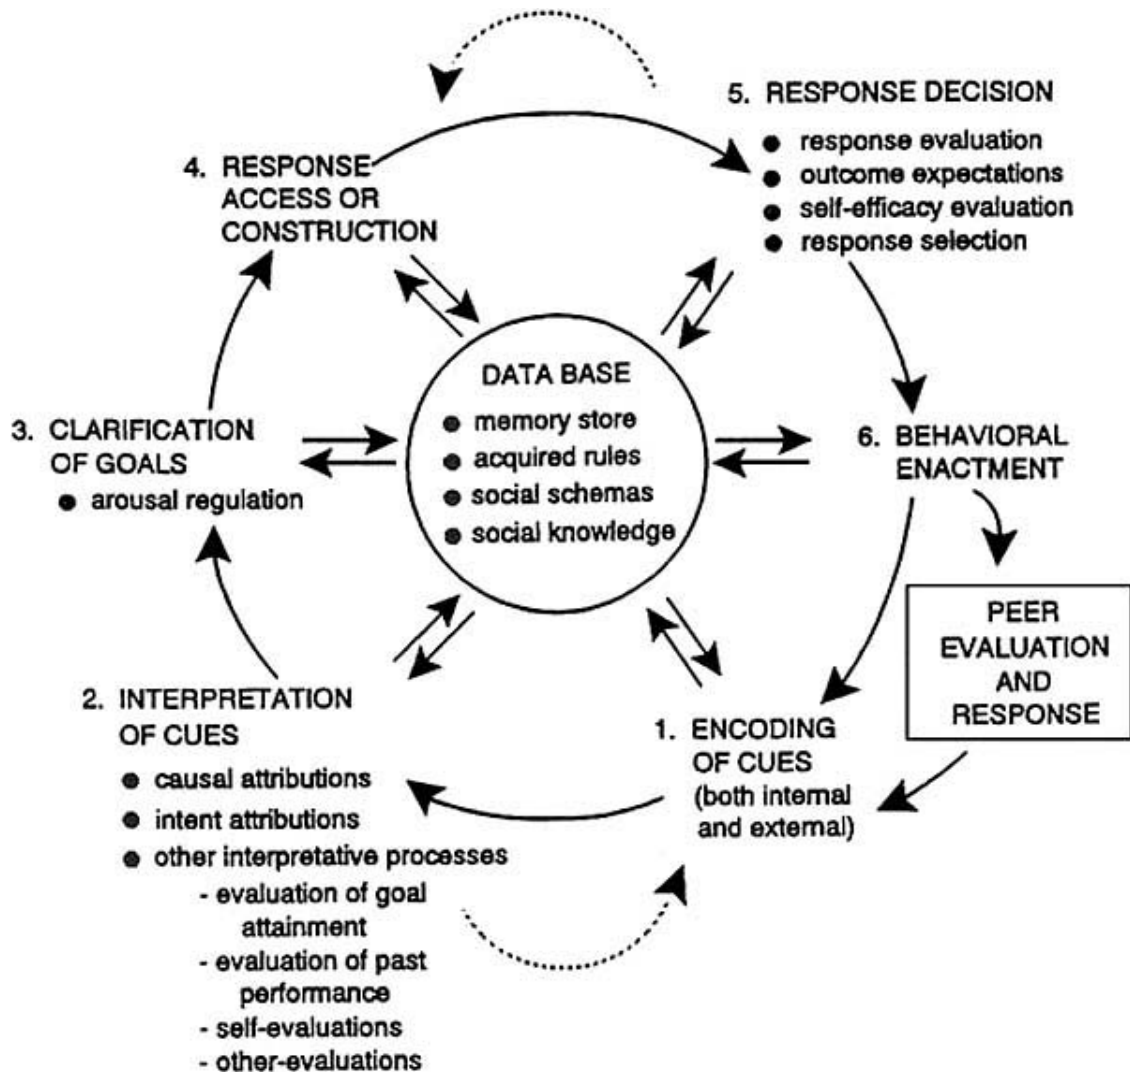 5. RESPONSE DECISION
● response evaluation
● outcome expectations
● self-efficacy evaluation
● response selection
4. RESPONSE
ACCESS OR
CONSTRUCTION
DATA BASE
● memory store
● acquired rules
● social schemas
● social knowledge
3. CLARIFICATION
OF GOALS
● arousal regulation
6. BEHAVIORAL
ENACTMENT
PEER
EVALUATION
AND
RESPONSE
2. INTERPRETATION
OF CUES
● causal attributions
● intent attributions
● other interpretative processes
- evaluation of goal
attainment
- evaluation of past
performance
- self-evaluations
- other-evaluations
1. ENCODING
OF CUES
(both internal
and external)